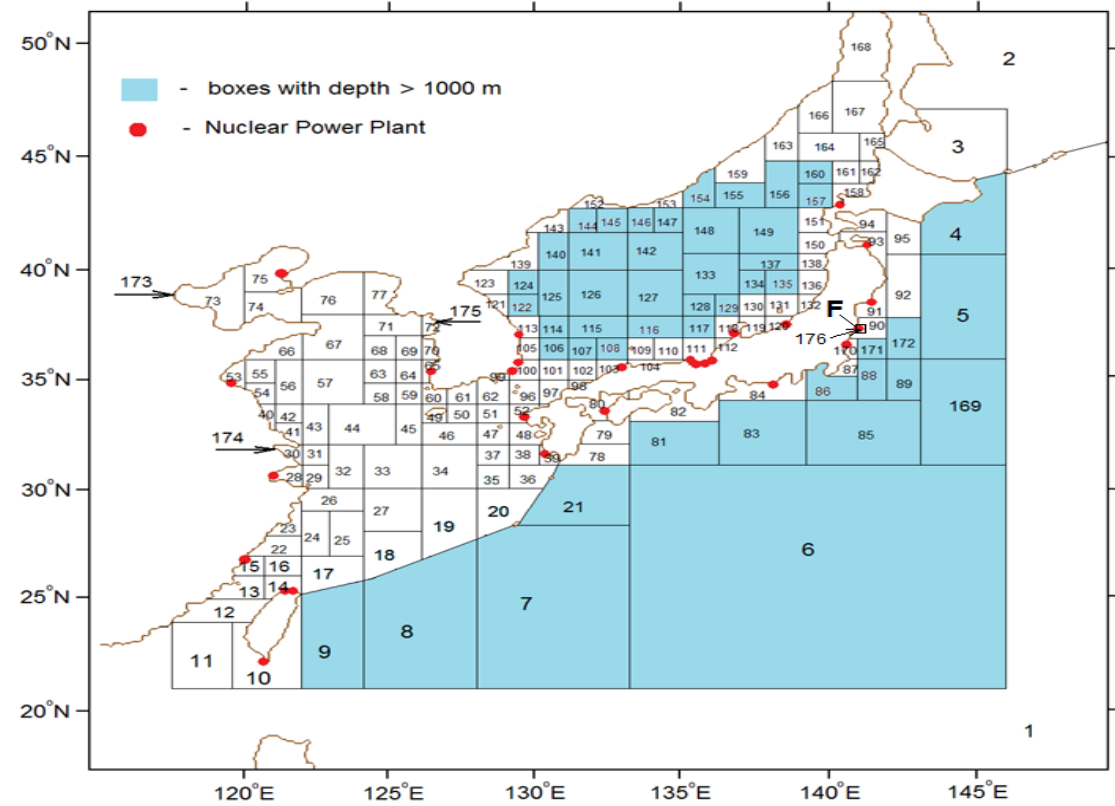 50°N
45°N
40°N
35°N
30°N
25°N
20°N
120°E
125°E
130°E
135°E
140°E
145°E
- boxes with depth > 1000 m
- Nuclear Power Plant
168
2
166 167
163 164 165
3
159 160 161 162
154 155 156 157 158
152 153
143 144 145 146 147 148 149 151 94
4
139 140 141 142 150 93 95
173
75
123 124 133 137 138
73 74 76 77
121 122 125 126 127 134 135 136 92
5
128 129 130 131 132
175
F
91
71 72
113 114 115 116 117 118 119 120
176
90
66 67 68 69 70
105 106 107 108 109 110 111 112
170 171 172
53 55 63 64 65
99 100 101 102 103 104
87 88
54 56 57 58 59
98
86 89
60 61 62 96 97
84
169
40 42 49 50 51 52 80 82
174
41 43 44 45 46 47 48 79
81 83 85
30 31 37 38 39 78
28 29 32 33 34 35 36
26 27
20 21
19
23 24 25
22
18
6
15 16 17
13 14
12
7
8
9
11
10
1